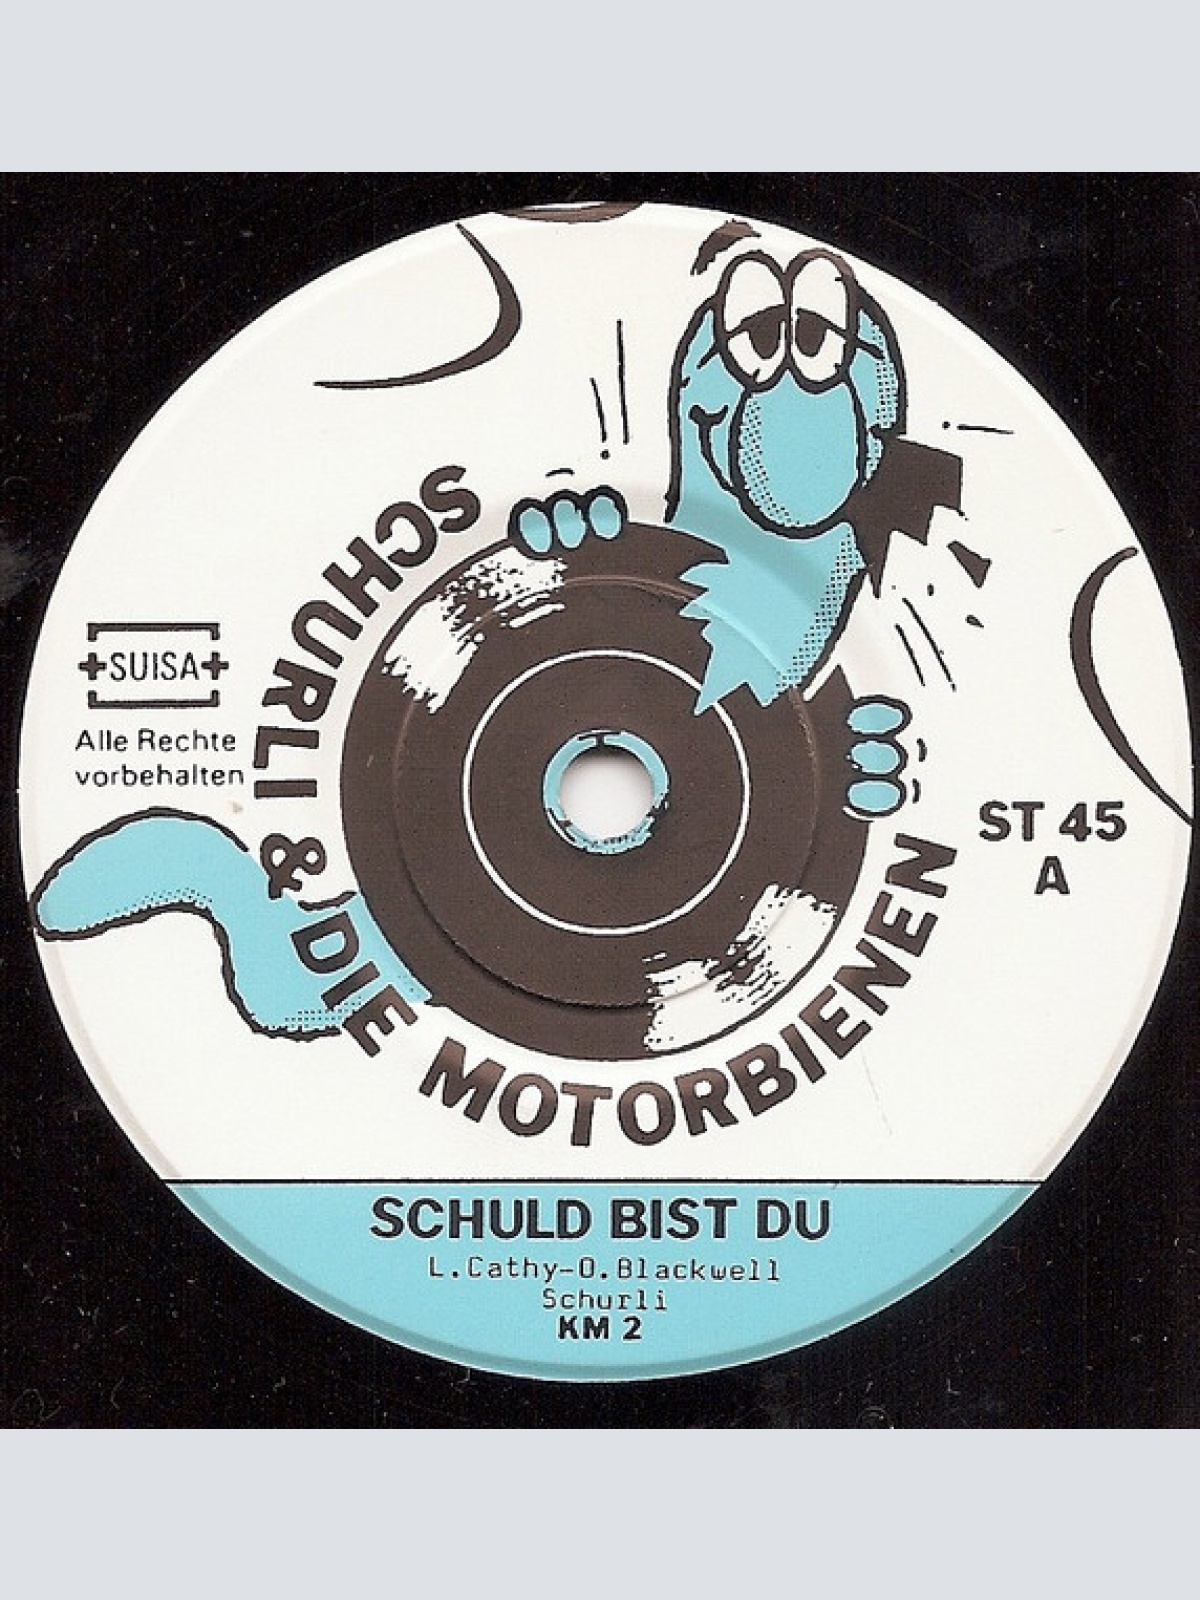 SCHURLI & DIE MOTORBIENEN
+SUISA+
Alle Rechte
vorbehalten
ST 45
A
SCHULD BIST DU
L.Cathy-O.Blackwell
Schurli
KM 2